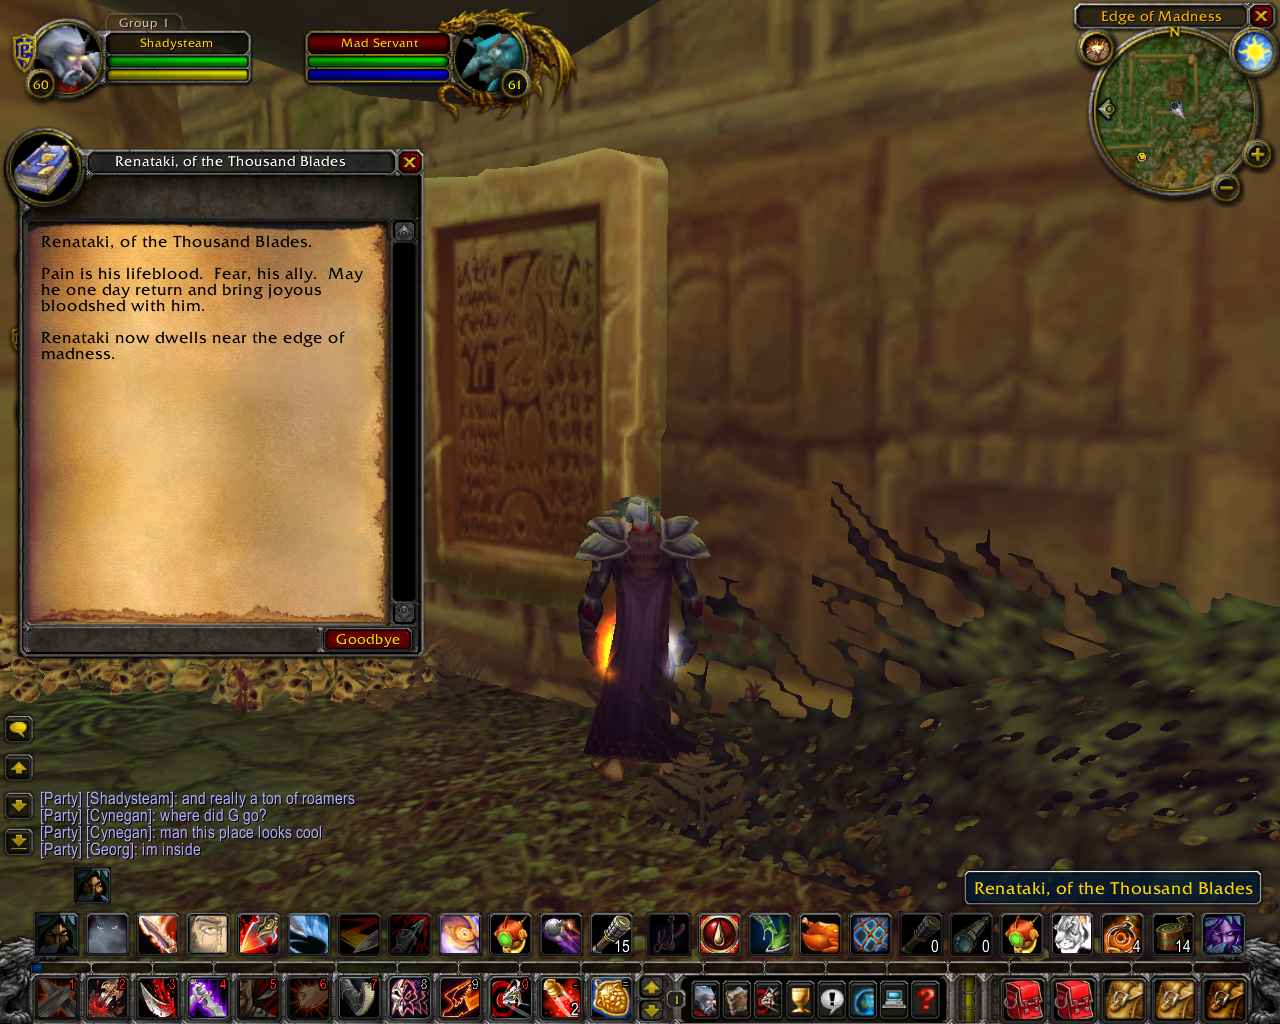 Group 1
Shadysteam
60
Mad Servant
61
Edge of Madness
N
Renataki, of the Thousand Blades
Renataki, of the Thousand Blades.
Pain is his lifeblood.  Fear, his ally.  May
he one day return and bring joyous
bloodshed with him.
Renataki now dwells near the edge of
madness.
Goodbye
[Party] [Shadysteam]: and really a ton of roamers
[Party] [Cynegan]: where did G go?
[Party] [Cynegan]: man this place looks cool
[Party] [Georg]: im inside
Renataki, of the Thousand Blades
15
0
0
4
14
1 2 3 4 5 6 7 8 9 0 - =
2
1